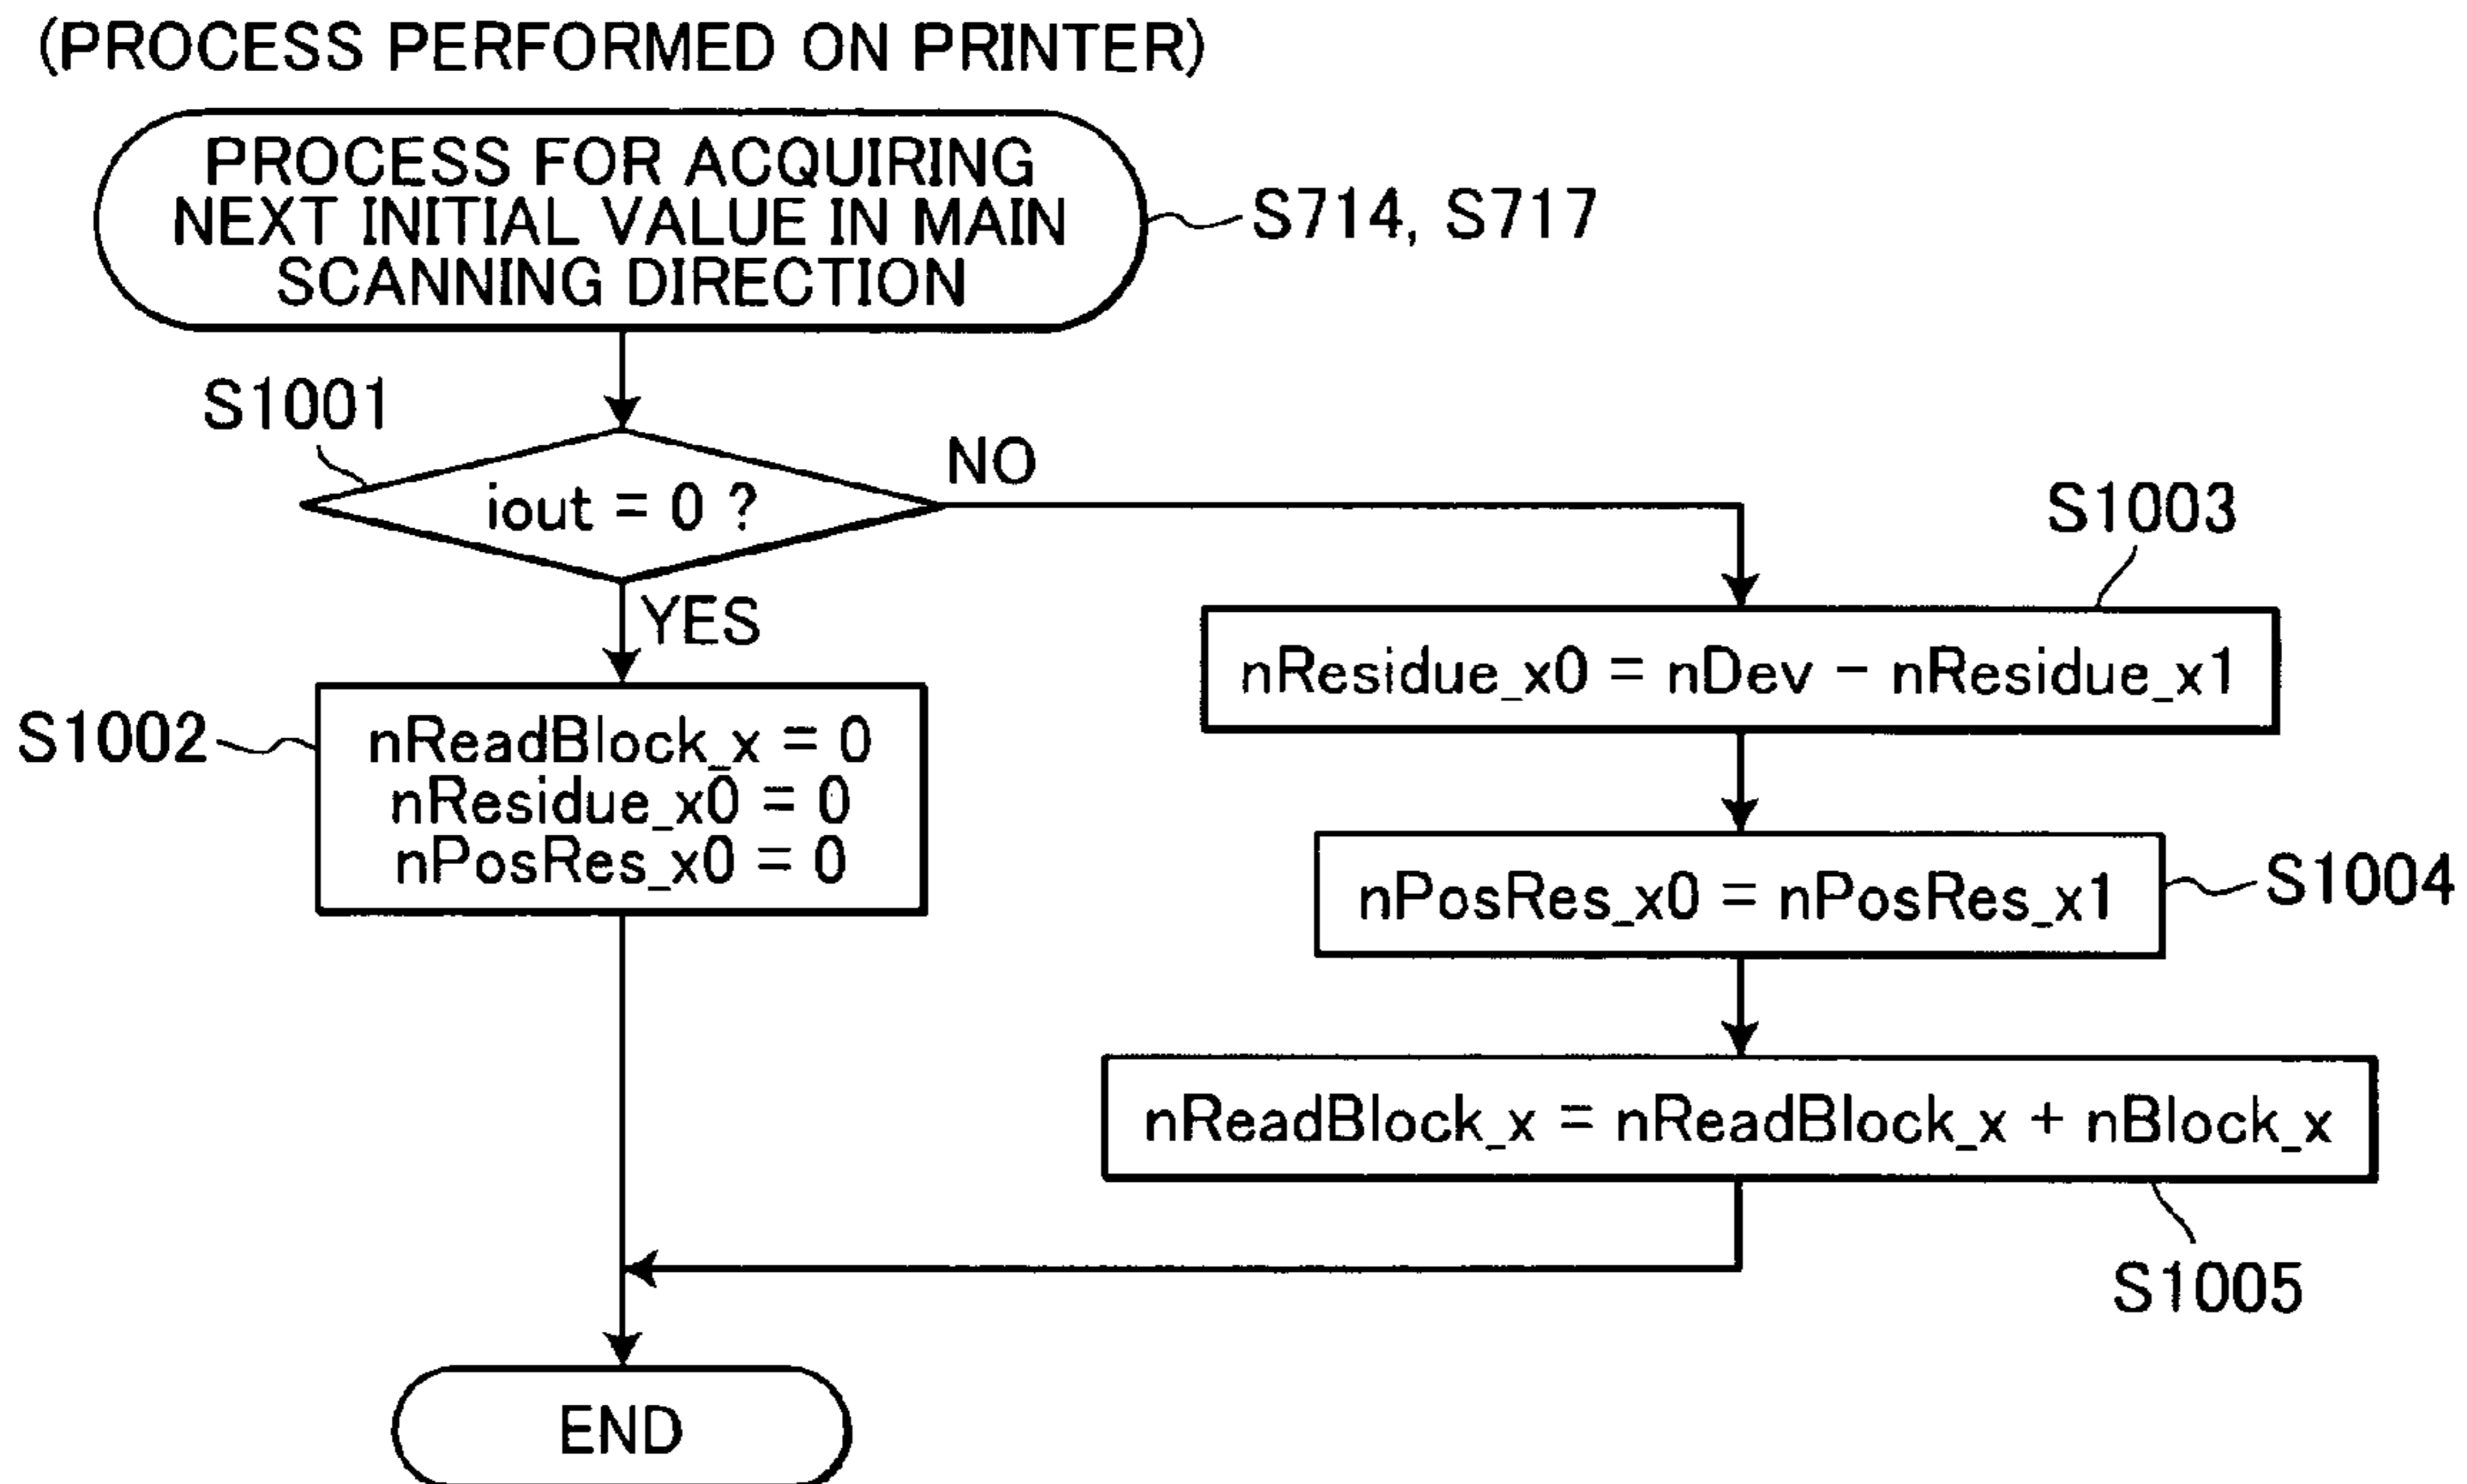 (PROCESS PERFORMED ON PRINTER)
PROCESS FOR ACQUIRING
NEXT INITIAL VALUE IN MAIN
SCANNING DIRECTION
S714, S717
S1001
iout = 0 ?
NO
YES
S1002
nReadBlock_x = 0
nResidue_x0 = 0
nPosRes_x0 = 0
S1003
nResidue_x0 = nDev - nResidue_x1
nPosRes_x0 = nPosRes_x1
S1004
nReadBlock_x = nReadBlock_x + nBlock_x
S1005
END